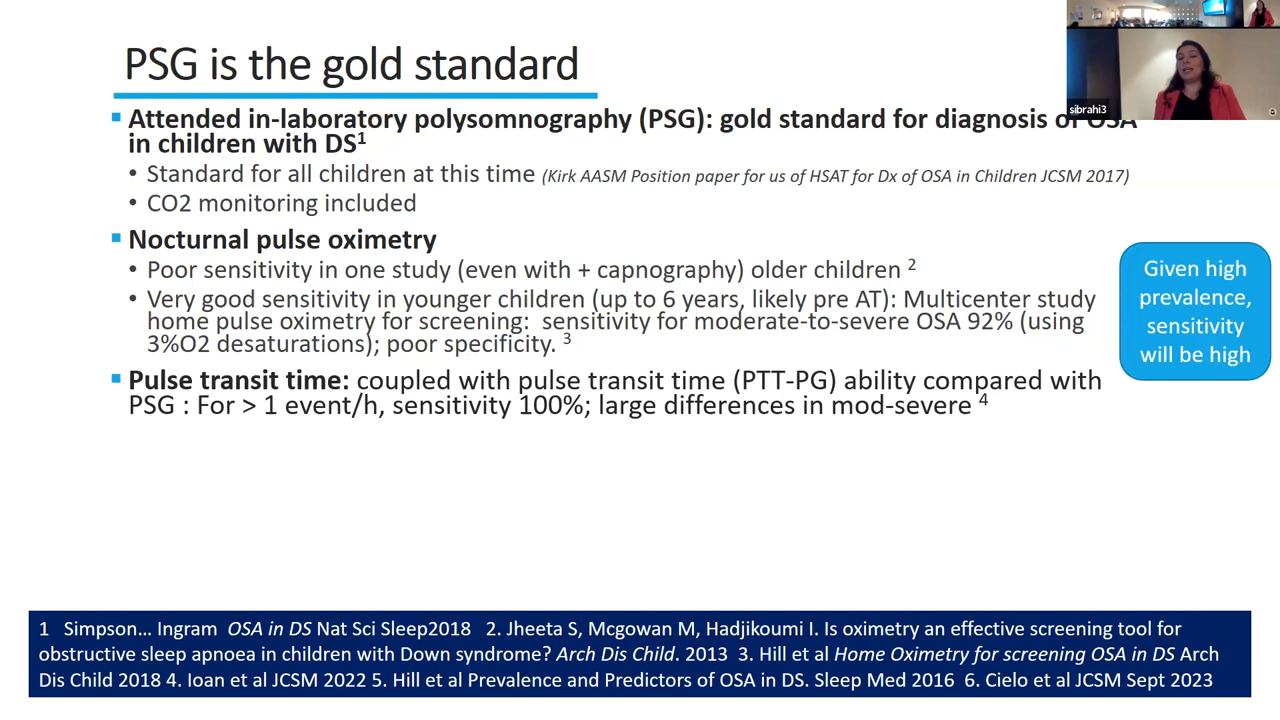 PSG is the gold standard
Attended in-laboratory polysomnography (PSG): gold standard for diagnosis of OSA
in children with DS1
Standard for all children at this time (Kirk AASM Position paper for us of HSAT for Dx of OSA in Children JCSM 2017)
CO2 monitoring included
Nocturnal pulse oximetry
Poor sensitivity in one study (even with + capnography) older children 2
Very good sensitivity in younger children (up to 6 years, likely pre AT): Multicenter study
home pulse oximetry for screening: sensitivity for moderate-to-severe OSA 92% (using
3%O2 desaturations); poor specificity. 3
Pulse transit time: coupled with pulse transit time (PTT-PG) ability compared with
PSG : For > 1 event/h, sensitivity 100%; large differences in mod-severe 4
Given high
prevalence,
sensitivity
will be high
sibrahi3
1 Simpson... Ingram OSA in DS Nat Sci Sleep2018 2. Jheeta S, Mcgowan M, Hadjikoumi I. Is oximetry an effective screening tool for
obstructive sleep apnoea in children with Down syndrome? Arch Dis Child. 2013 3. Hill et al Home Oximetry for screening OSA in DS Arch
Dis Child 2018 4. Ioan et al JCSM 2022 5. Hill et al Prevalence and Predictors of OSA in DS. Sleep Med 2016 6. Cielo et al JCSM Sept 2023